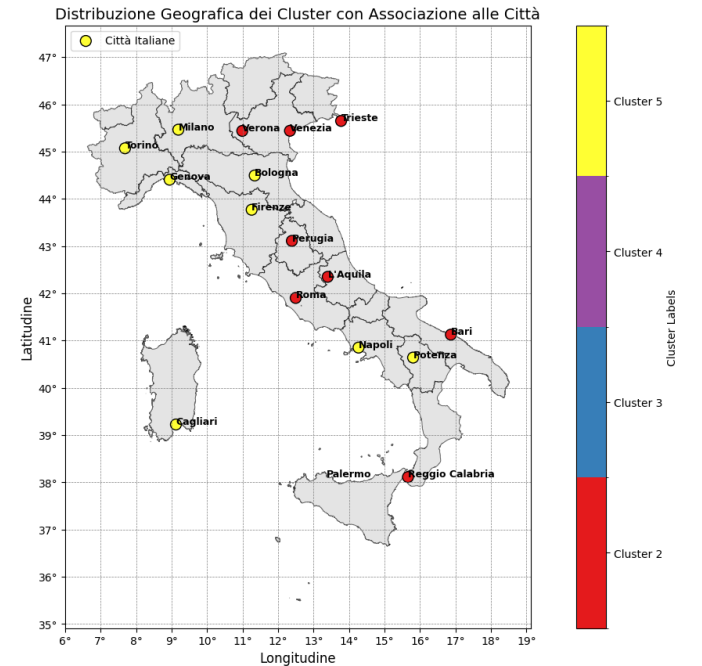 Distribuzione Geografica dei Cluster con Associazione alle Città
Città Italiane
47°
46°
45°
44°
43°
42°
41°
40°
39°
38°
37°
36°
35°
Latitudine
Milano
Verona
Venezia
Trieste
Torino
Genova
Bologna
Firenze
Perugia
L'Aquila
Roma
Bari
Napoli
Potenza
Cagliari
Palermo
Reggio Calabria
6° 7° 8° 9° 10° 11° 12° 13° 14° 15° 16° 17° 18° 19°
Longitudine
Cluster 5
Cluster 4
Cluster 3
Cluster 2
Cluster Labels